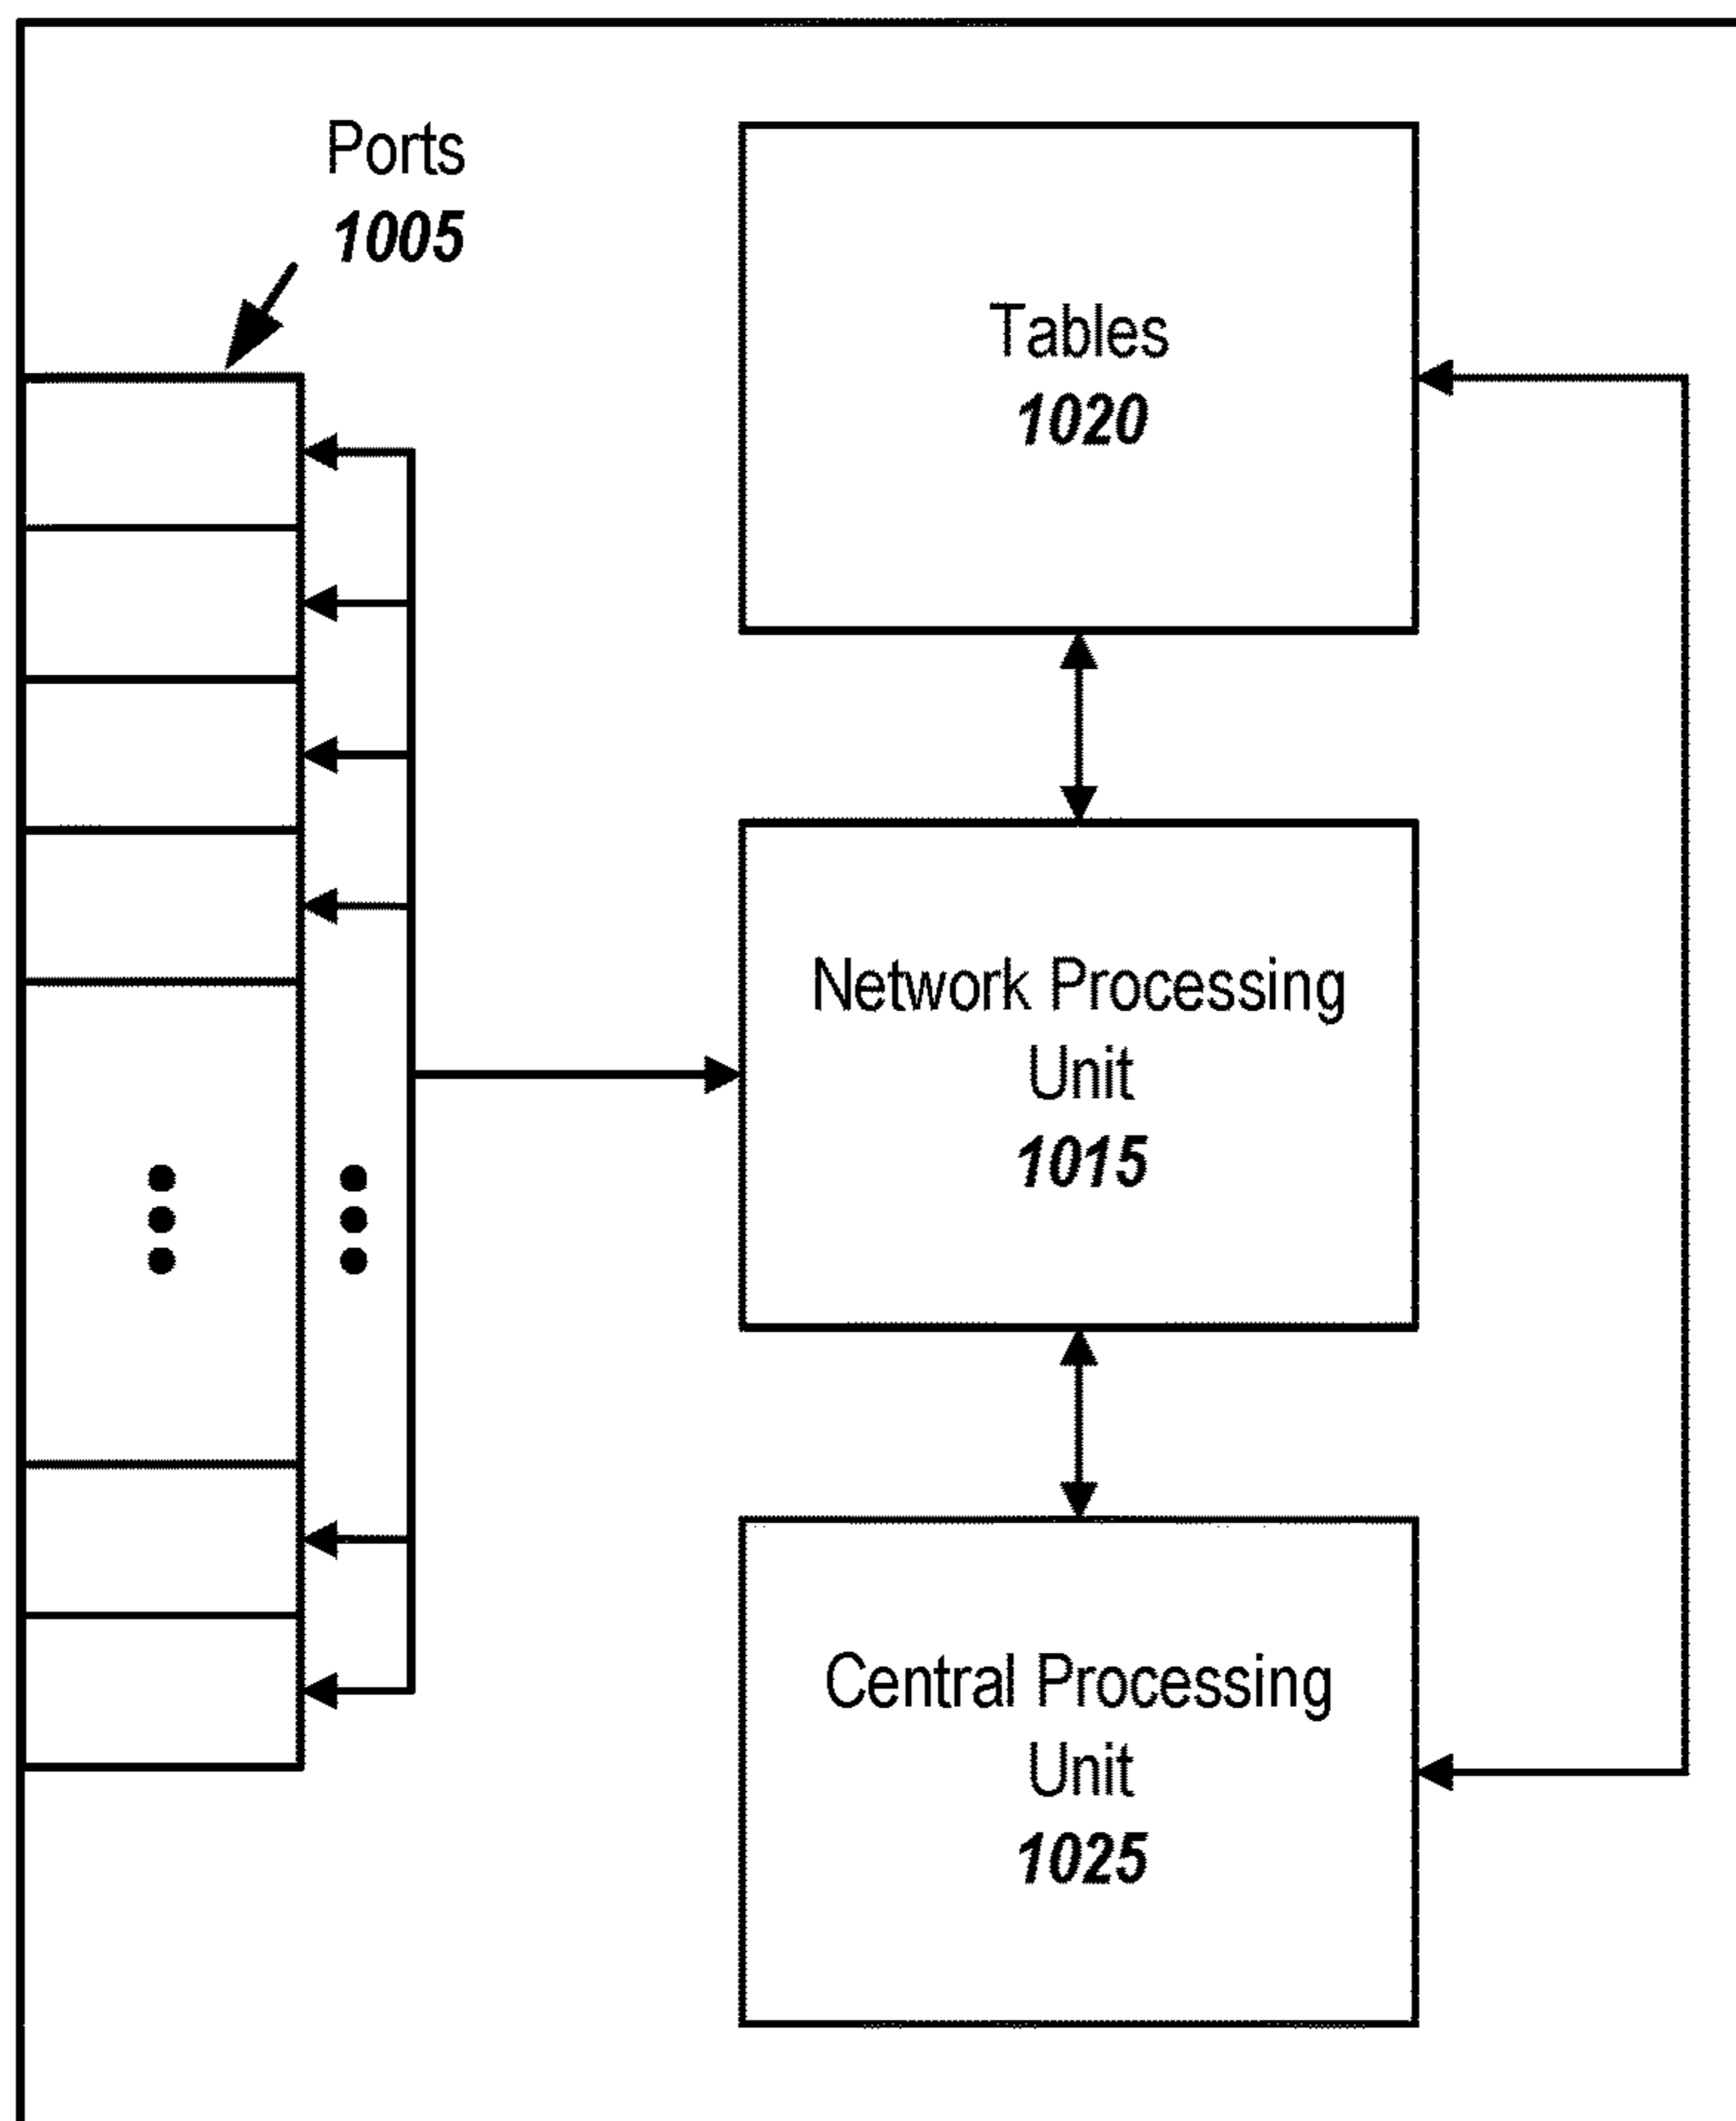 Ports
1005
Tables
1020
Network Processing
Unit
1015
Central Processing
Unit
1025